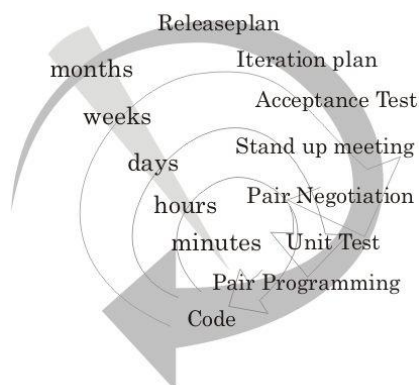 Releaseplan
Iteration plan
months
Acceptance Test
weeks
Stand up meeting
days
Pair Negotiation
hours
minutes
Unit Test
Pair Programming
Code